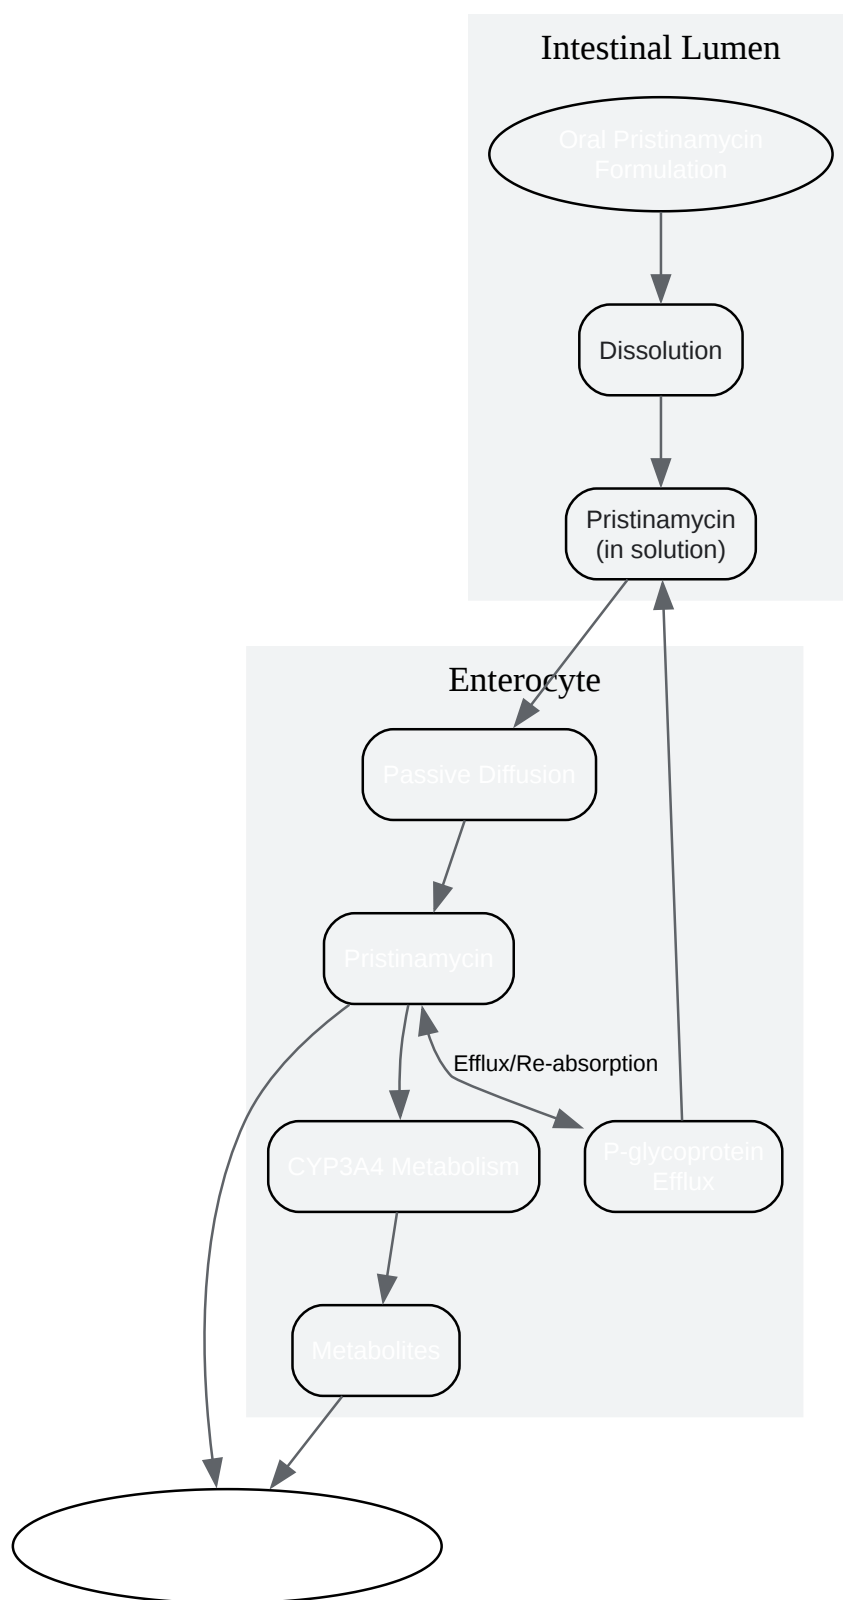 Intestinal Lumen
Oral Pristinamycin
Formulation
Dissolution
Pristinamycin
(in solution)
Enterocyte
Passive Diffusion
Pristinamycin
Efflux/Re-absorption
CYP3A4 Metabolism
P-glycoprotein
Efflux
Metabolites